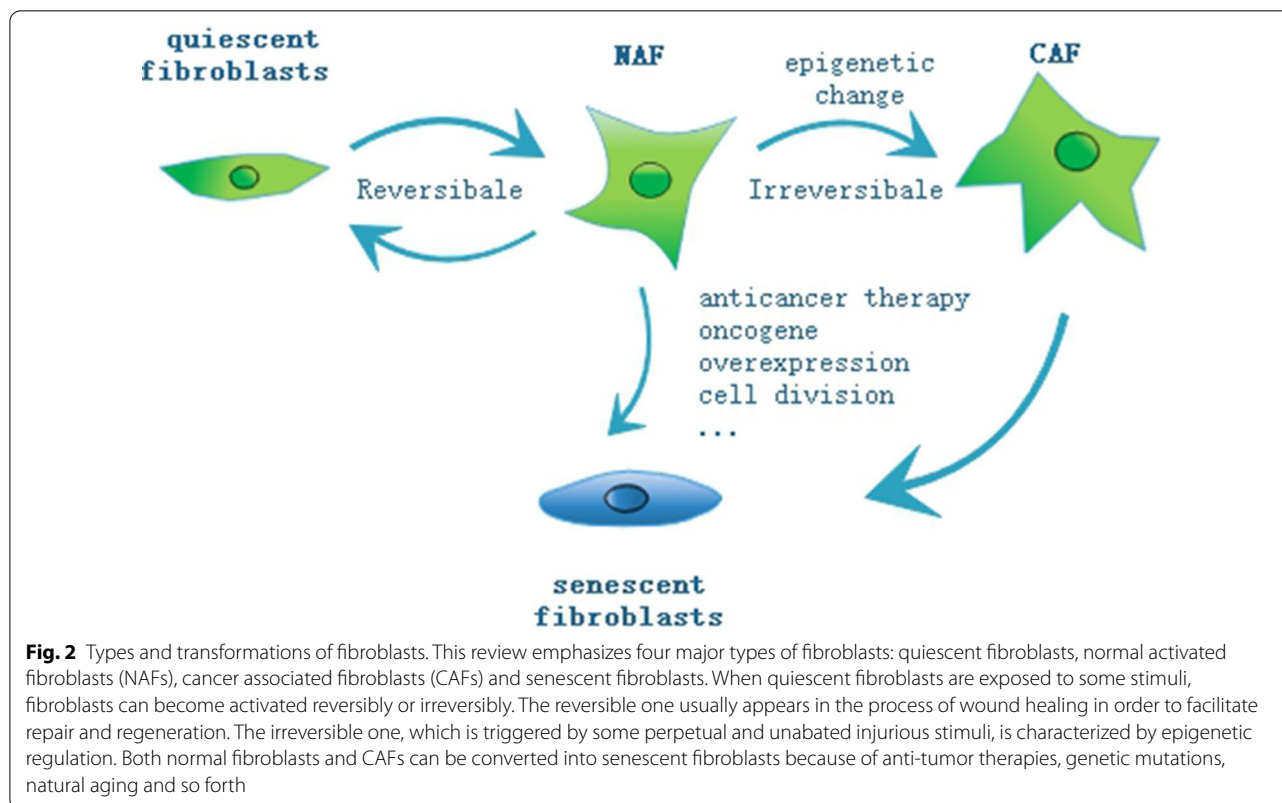 quiescent
fibroblasts
NAF
CAF
epigenetic
change
Reversibale
Irreversibale
anticancer therapy
oncogene
overexpression
cell division
...
senescent
fibroblasts
Fig. 2 Types and transformations of fibroblasts. This review emphasizes four major types of fibroblasts: quiescent fibroblasts, normal activated
fibroblasts (NAFs), cancer associated fibroblasts (CAFs) and senescent fibroblasts. When quiescent fibroblasts are exposed to some stimuli,
fibroblasts can become activated reversibly or irreversibly. The reversible one usually appears in the process of wound healing in order to facilitate
repair and regeneration. The irreversible one, which is triggered by some perpetual and unabated injurious stimuli, is characterized by epigenetic
regulation. Both normal fibroblasts and CAFs can be converted into senescent fibroblasts because of anti-tumor therapies, genetic mutations,
natural aging and so forth